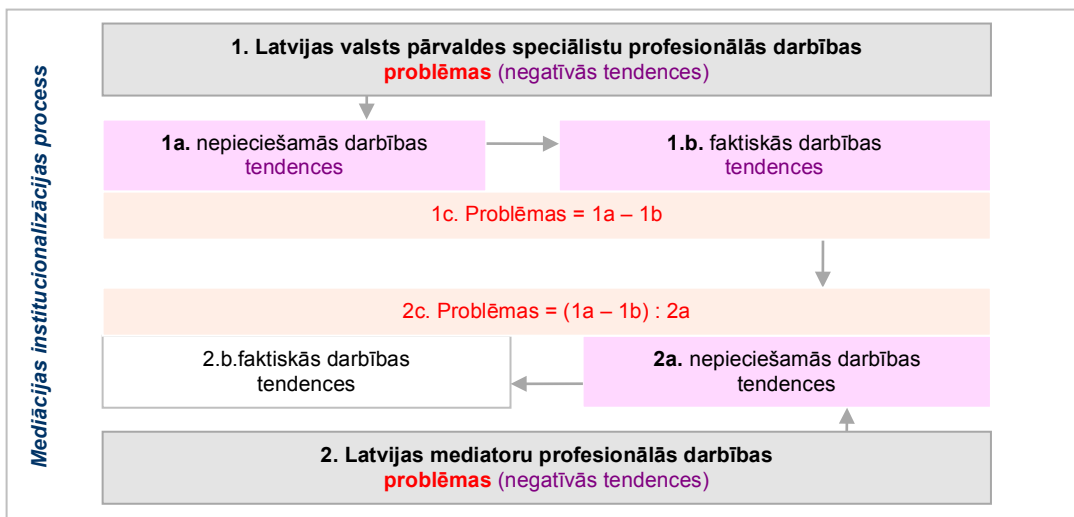 Mediācijas institucionalizācijas process
1. Latvijas valsts pārvaldes speciālistu profesionālās darbības
problēmas (negatīvās tendences)
1a. nepieciešamās darbības
tendences
1.b. faktiskās darbības
tendences
1c. Problēmas = 1a – 1b
2c. Problēmas = (1a – 1b) : 2a
2.b.faktiskās darbības
tendences
2a. nepieciešamās darbības
tendences
2. Latvijas mediatoru profesionālās darbības
problēmas (negatīvās tendences)